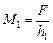 M₁ = F / h₁